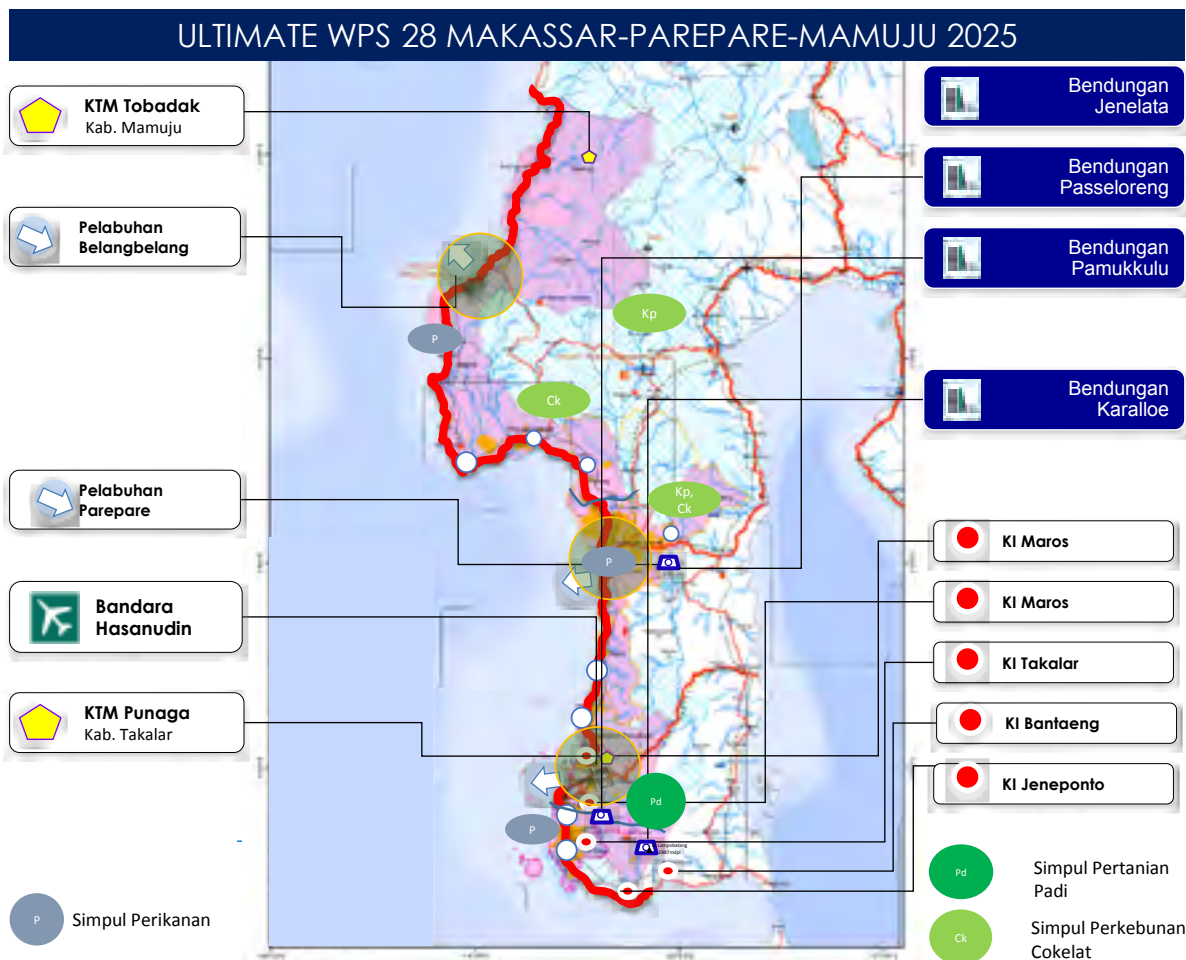 ULTIMATE WPS 28 MAKASSAR-PAREPARE-MAMUJU 2025
KTM Tobadak
Kab. Mamuju
Pelabuhan
Belangbelang
Pelabuhan
Parepare
Bandara
Hasanudin
KTM Punaga
Kab. Takalar
P
Simpul Perikanan
Kp
P
Ck
Kp,
Ck
P
Pd
P
Lampobatang
Bendungan
Jenelata
Bendungan
Passeloreng
Bendungan
Pamukkulu
Bendungan
Karalloe
KI Maros
KI Maros
KI Takalar
KI Bantaeng
KI Jeneponto
Pd
Simpul Pertanian
Padi
Ck
Simpul Perkebunan
Cokelat